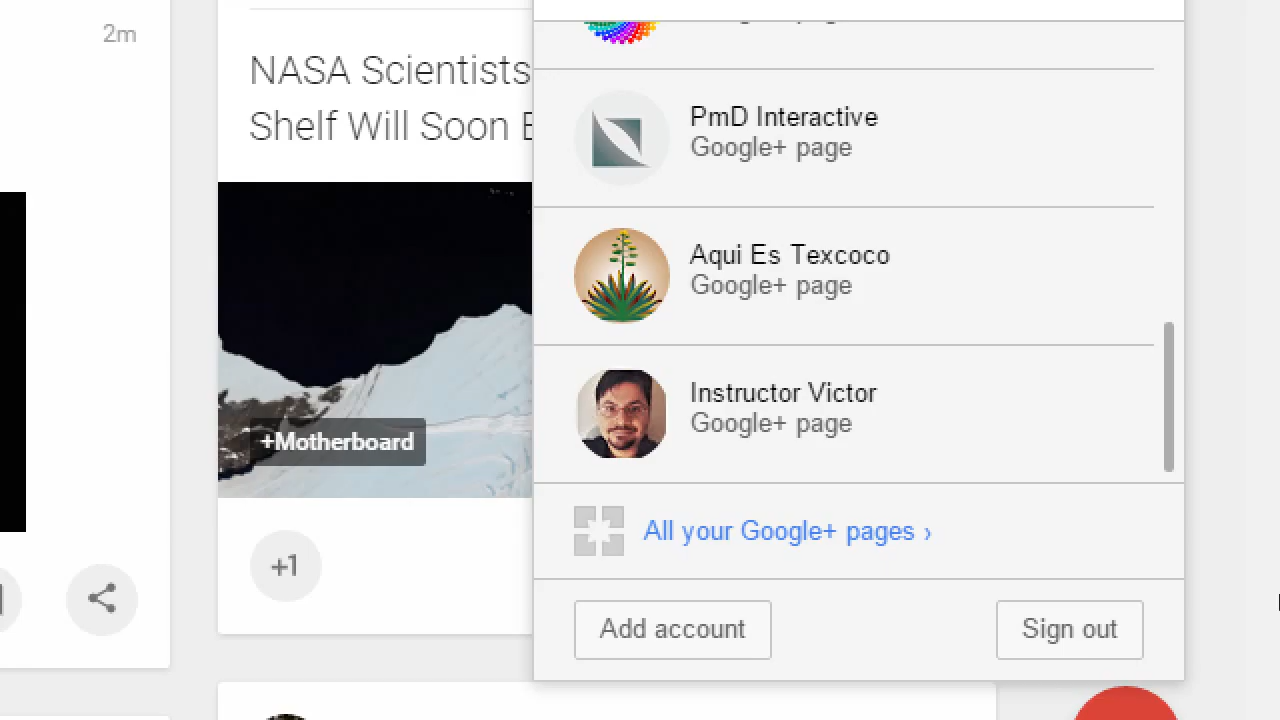 2m
NASA Scientists
Shelf Will Soon
+Motherboard
+1
PmD Interactive
Google+ page
Aqui Es Texcoco
Google+ page
Instructor Victor
Google+ page
All your Google+ pages ›
Add account
Sign out